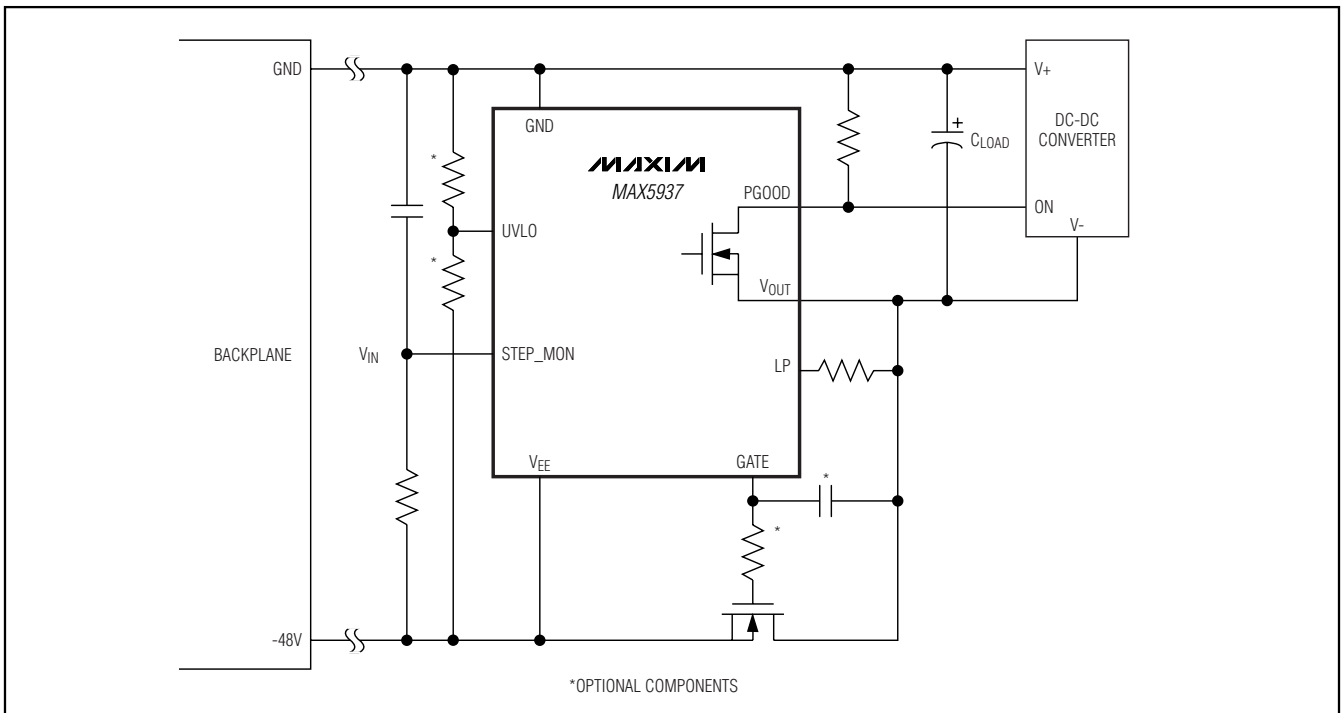 GND
V+
GND
DC-DC
CONVERTER
+
CLOAD
*
MAXIM
MAX5937
PGOOD
ON
V-
UVLO
*
VOUT
BACKPLANE
VIN
STEP_MON
LP
VEE
GATE
*
*
-48V
*OPTIONAL COMPONENTS